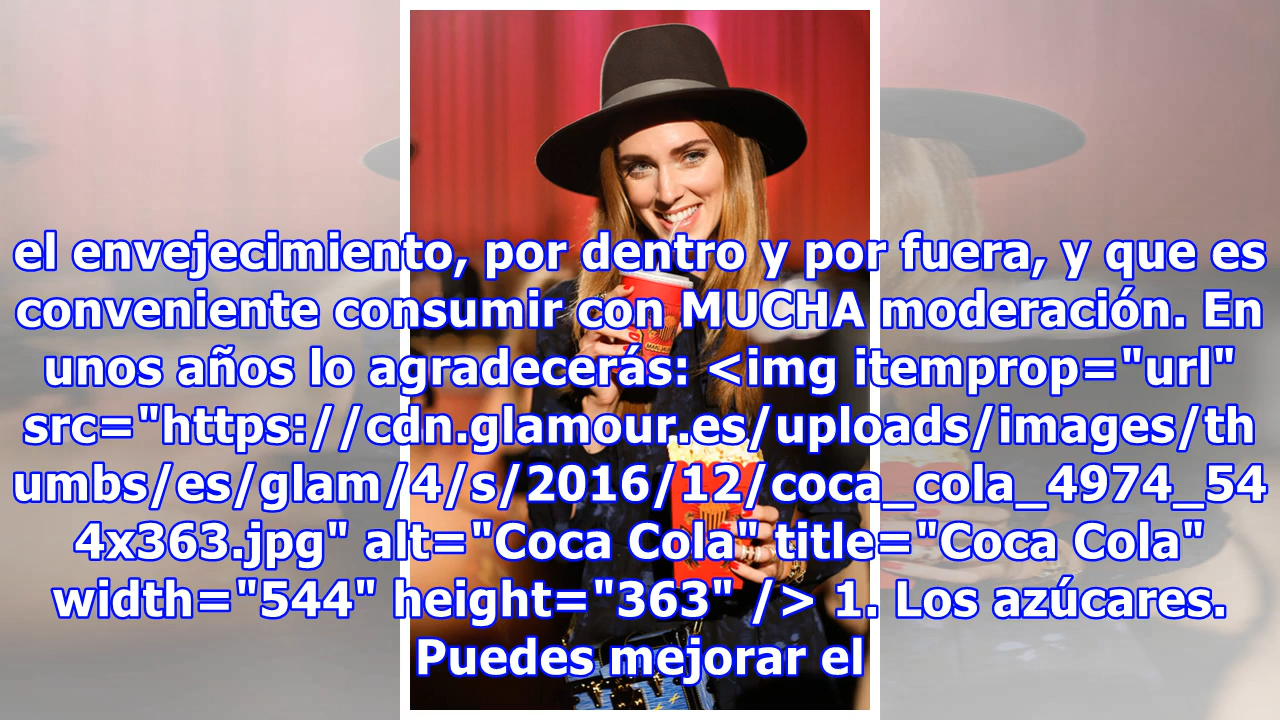 el envejecimiento, por dentro y por fuera, y que es
conveniente consumir con MUCHA moderación. En
unos años lo agradecerás: <img itemprop="url"
src="https://cdn.glamour.es/uploads/images/th
umbs/es/glam/4/s/2016/12/coca_cola_4974_54
4x363.jpg" alt="Coca Cola" title="Coca Cola"
width="544" height="363" /> 1. Los azúcares.
Puedes mejorar el